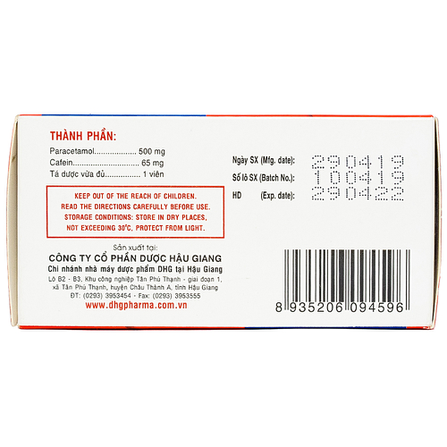 THÀNH PHẦN:
Paracetamol.................... 500 mg
Cafein............................... 65 mg
Tá dược vừa đủ............. 1 viên
KEEP OUT OF THE REACH OF CHILDREN.
READ THE DIRECTIONS CAREFULLY BEFORE USE.
STORAGE CONDITIONS: STORE IN DRY PLACES,
NOT EXCEEDING 30°C, PROTECT FROM LIGHT.
Sản xuất tại:
CÔNG TY CỔ PHẦN DƯỢC HẬU GIANG
Chi nhánh nhà máy dược phẩm DHG tại Hậu Giang
Lô B2 - B3, Khu công nghiệp Tân Phú Thạnh - giai đoạn 1,
xã Tân Phú Thạnh, huyện Châu Thành A, tỉnh Hậu Giang
ĐT: (0293) 3953454 - Fax: (0293) 3953555
www.dhgpharma.com.vn
Ngày SX (Mfg. date): 290419
Số lô SX (Batch No.): 100419
HD (Exp. date): 290422
8 935206 094596